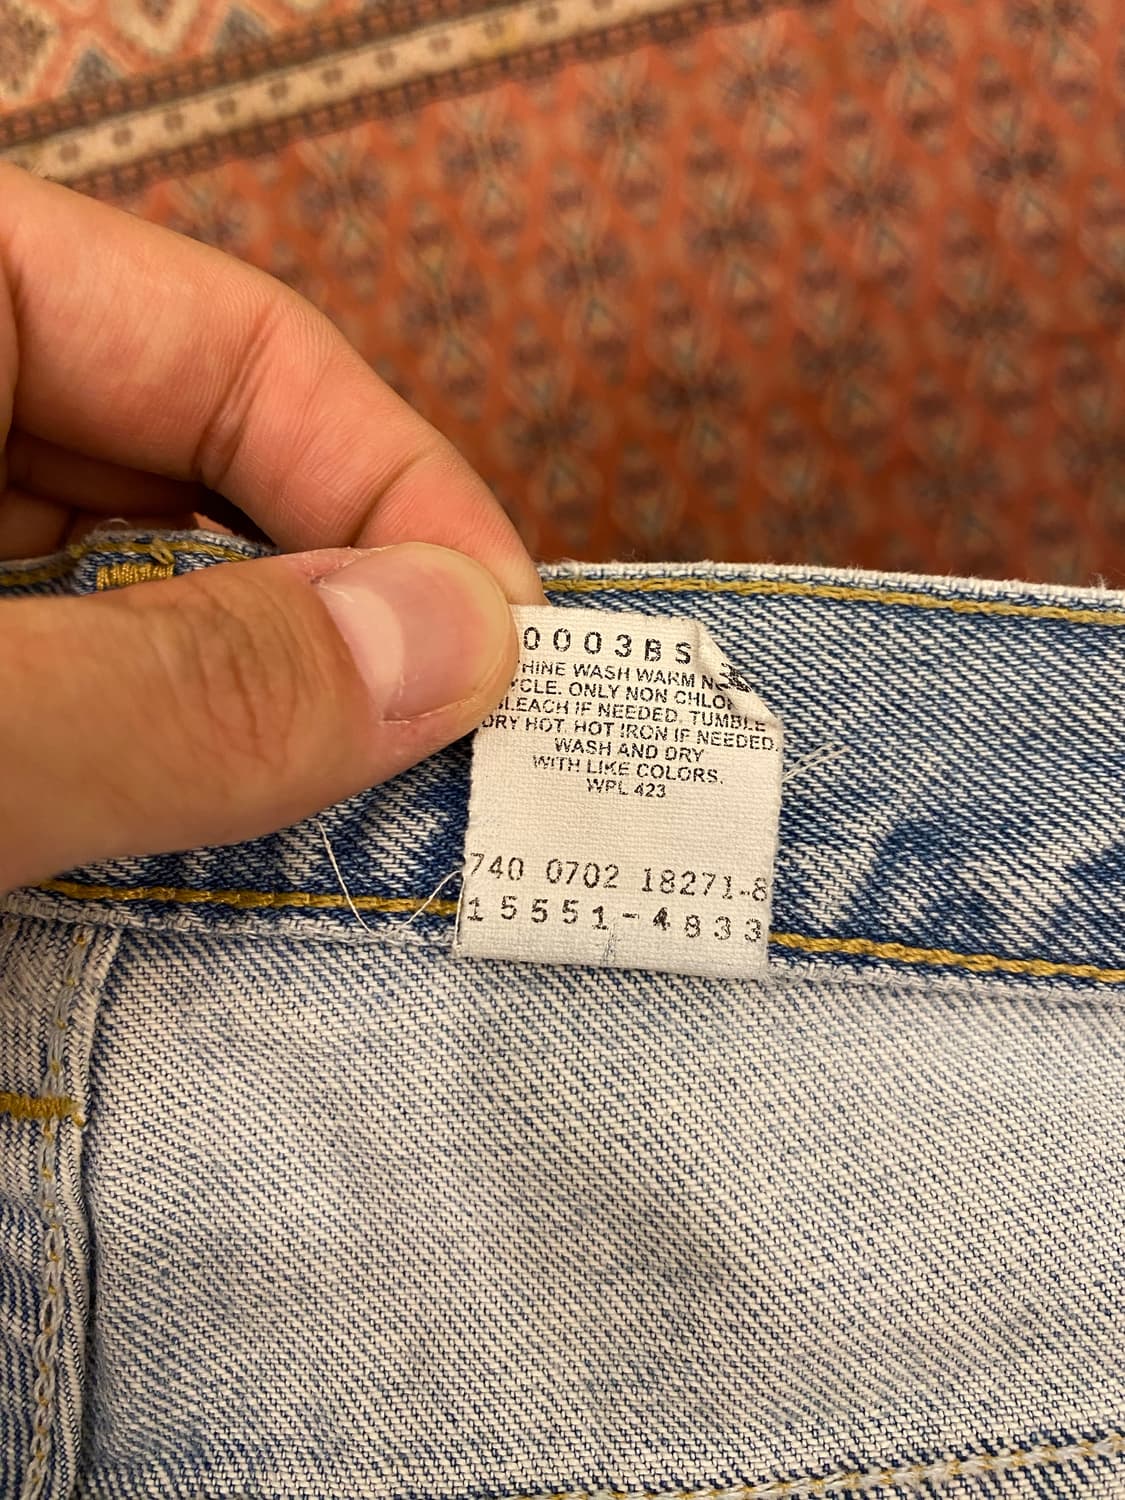 0003BS
HINE WASH WARM N
YCLE. ONLY NON CHLOR
BLEACH IF NEEDED. TUMBLE
DRY HOT. HOT IRON IF NEEDED.
WASH AND DRY
WITH LIKE COLORS.
WPL 423
740 0702 18271-8
15551-4833